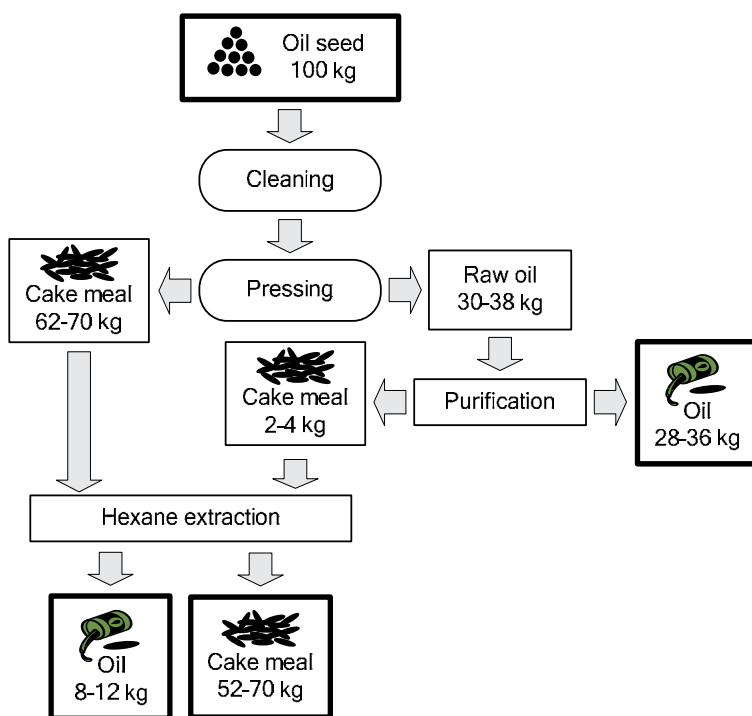 Oil seed
100 kg
Cleaning
Pressing
Cake meal
62-70 kg
Raw oil
30-38 kg
Purification
Cake meal
2-4 kg
Oil
28-36 kg
Hexane extraction
Oil
8-12 kg
Cake meal
52-70 kg